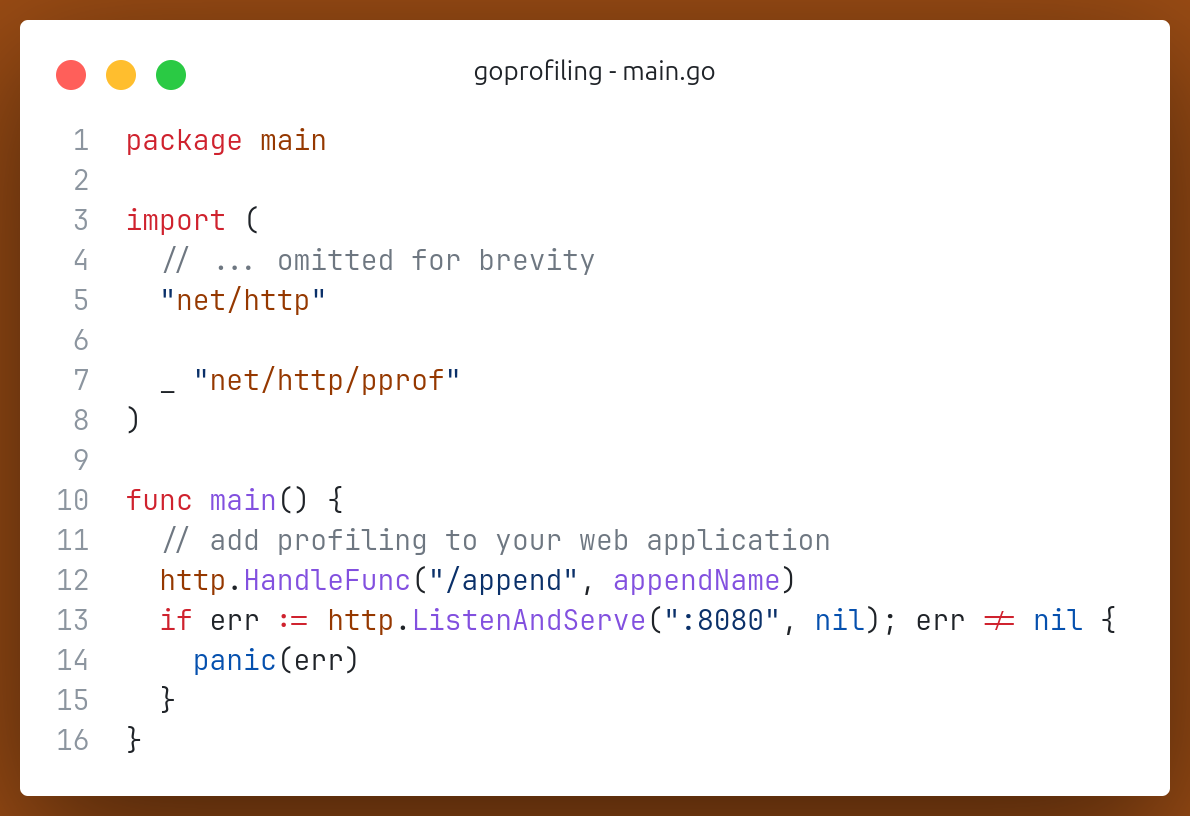 goprofiling - main.go
1 package main
2
3 import (
4   // ... omitted for brevity
5   "net/http"
6
7   _ "net/http/pprof"
8 )
9
10 func main() {
11   // add profiling to your web application
12   http.HandleFunc("/append", appendName)
13   if err := http.ListenAndServe(":8080", nil); err != nil {
14     panic(err)
15   }
16 }